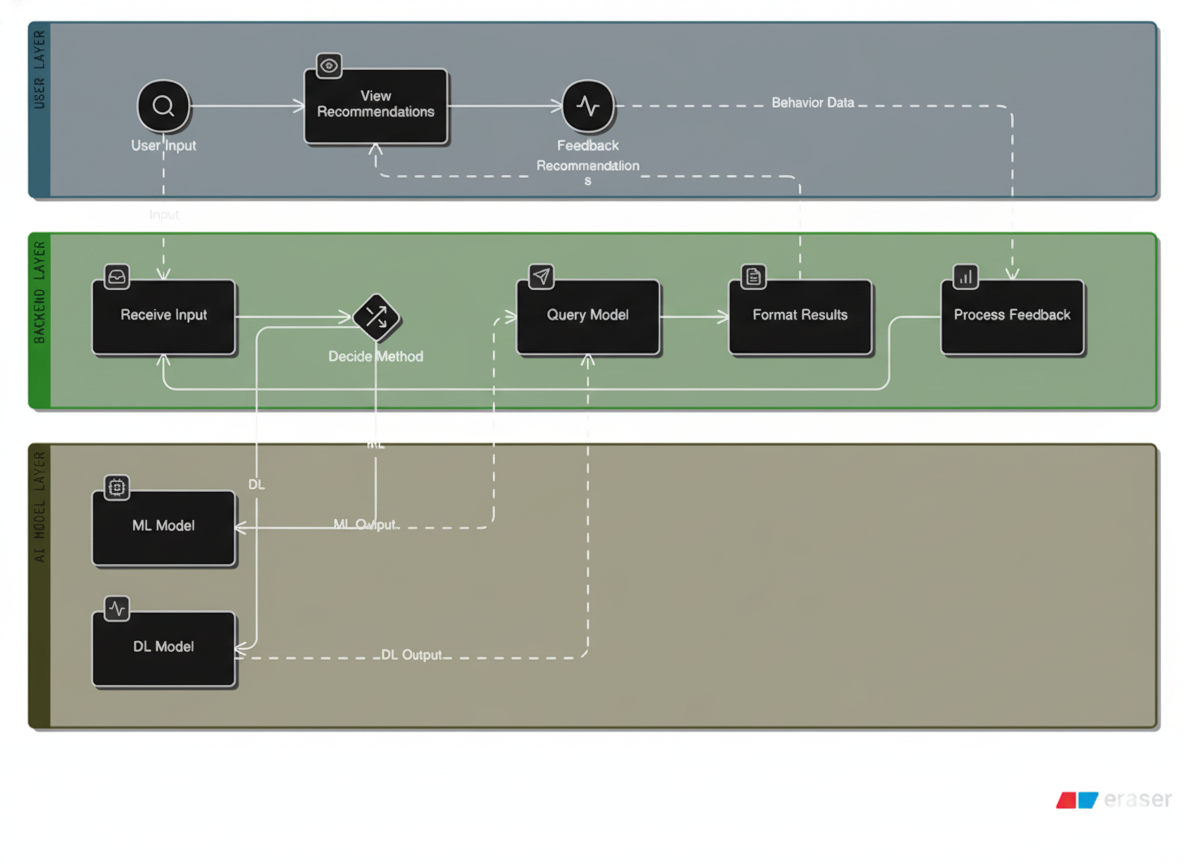 USER LAYER
View
Recommendations
User Input
Feedback
Behavior Data
Recommendation
s
Input
BACKEND LAYER
Receive Input
Decide Method
Query Model
Format Results
Process Feedback
AI MODEL LAYER
ML
DL
ML Model
ML Output
DL Model
DL Output
eraser